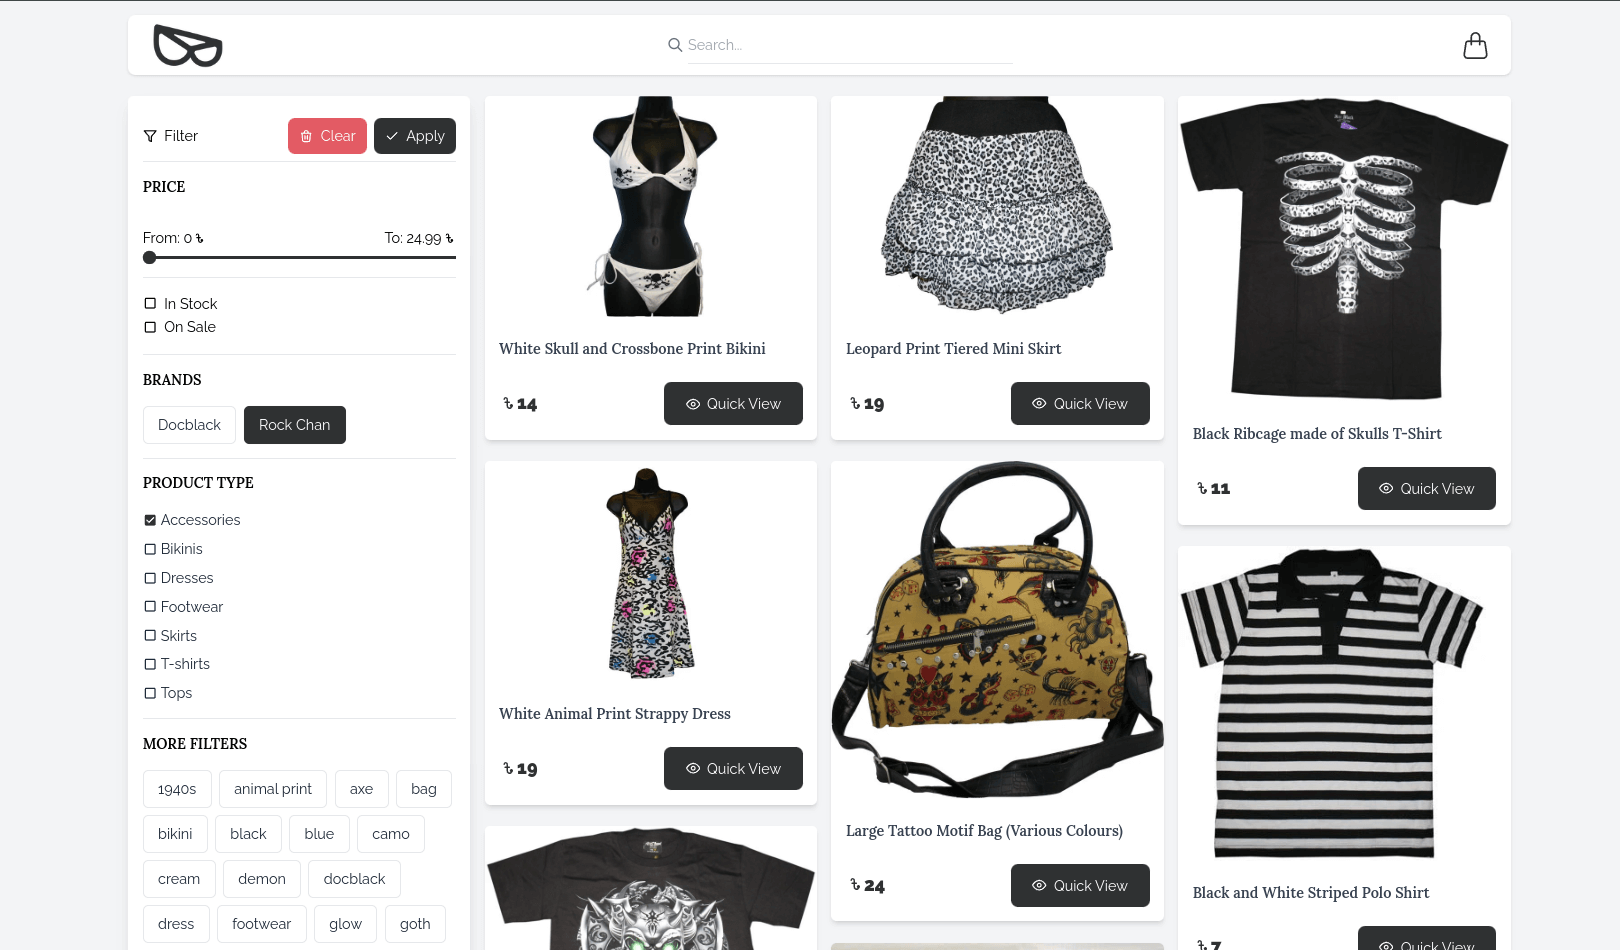 Search...
Filter
Clear
Apply
PRICE
From: 0 ৳
To: 24.99 ৳
In Stock
On Sale
BRANDS
Docblack
Rock Chan
PRODUCT TYPE
Accessories
Bikinis
Dresses
Footwear
Skirts
T-shirts
Tops
MORE FILTERS
1940s
animal print
axe
bag
bikini
black
blue
camo
cream
demon
docblack
dress
footwear
glow
goth
White Skull and Crossbone Print Bikini
৳ 14
Quick View
Leopard Print Tiered Mini Skirt
৳ 19
Quick View
Black Ribcage made of Skulls T-Shirt
৳ 11
Quick View
White Animal Print Strappy Dress
৳ 19
Quick View
Large Tattoo Motif Bag (Various Colours)
৳ 24
Quick View
Black and White Striped Polo Shirt
৳ 7
Quick View